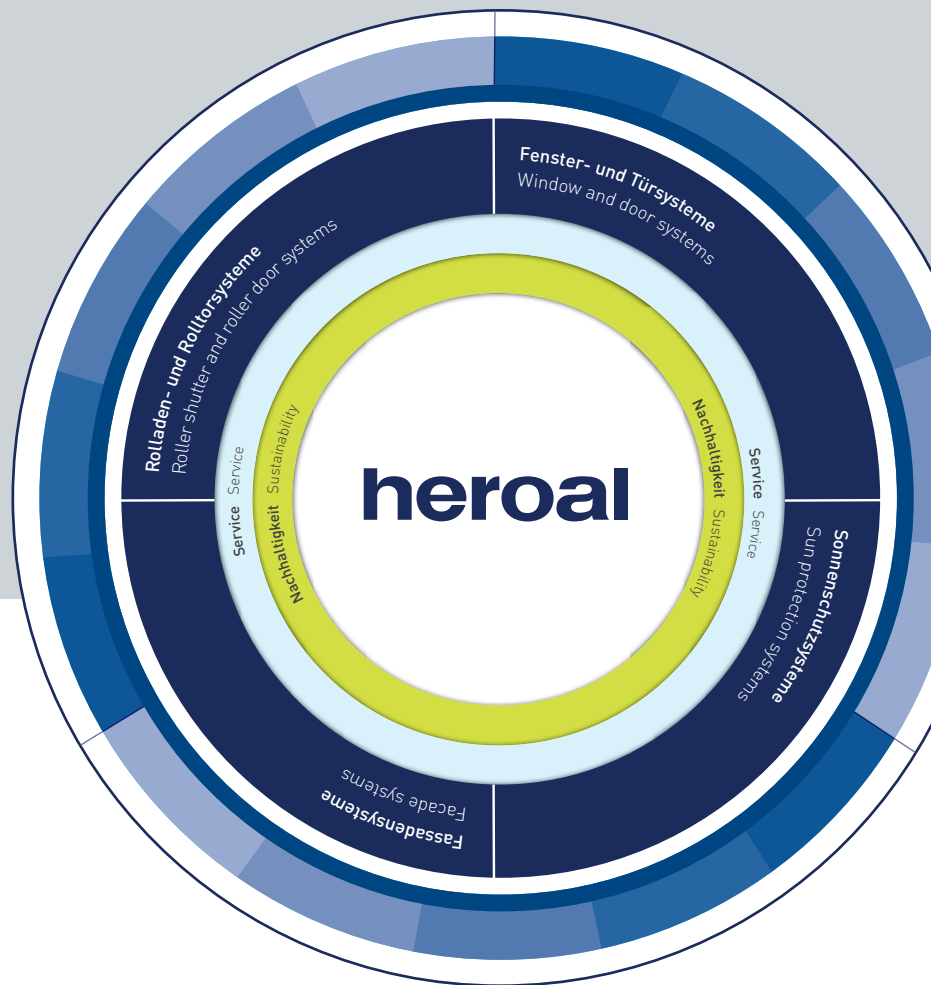 Fenster- und Türsysteme
Window and door systems
Rolladen- und Rolltorsysteme
Roller shutter and roller door systems
Service Service
Nachhaltigkeit Sustainability
heroal
Nachhaltigkeit Sustainability
Service Service
Sonnenschutzsysteme
Sun protection systems
Fassadensysteme
Facade systems